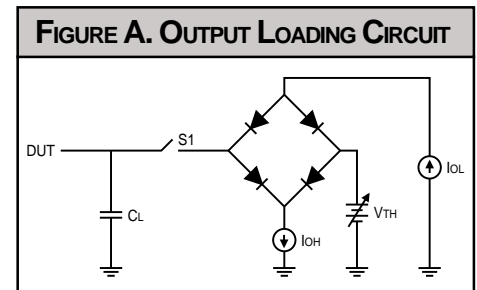 FIGURE A. OUTPUT LOADING CIRCUIT
S1
DUT
IOL
CL
VTH
IOH